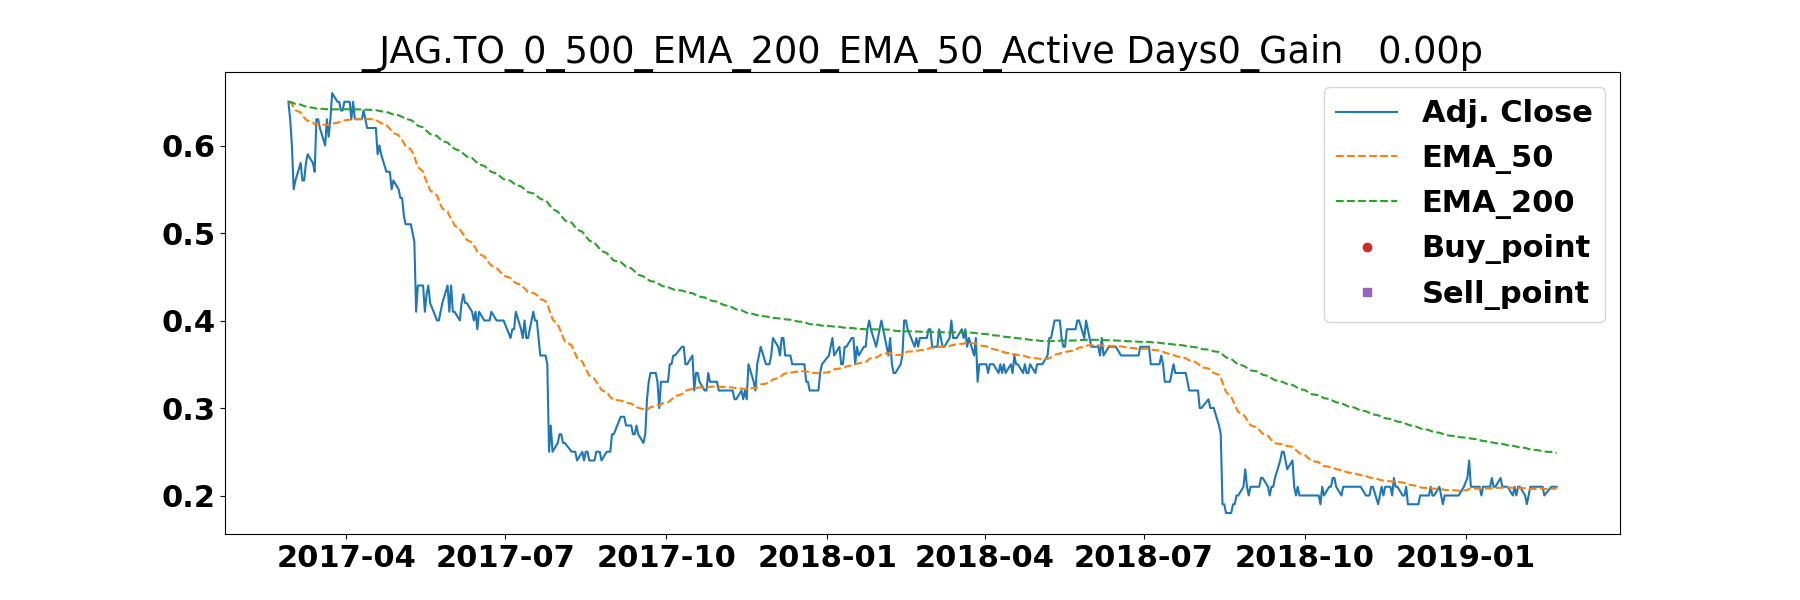 _JAG.TO_0_500_EMA_200_EMA_50_Active Days0_Gain   0.00p
Adj. Close
EMA_50
EMA_200
Buy_point
Sell_point
0.6
0.5
0.4
0.3
0.2
2017-04 2017-07 2017-10 2018-01 2018-04 2018-07 2018-10 2019-01